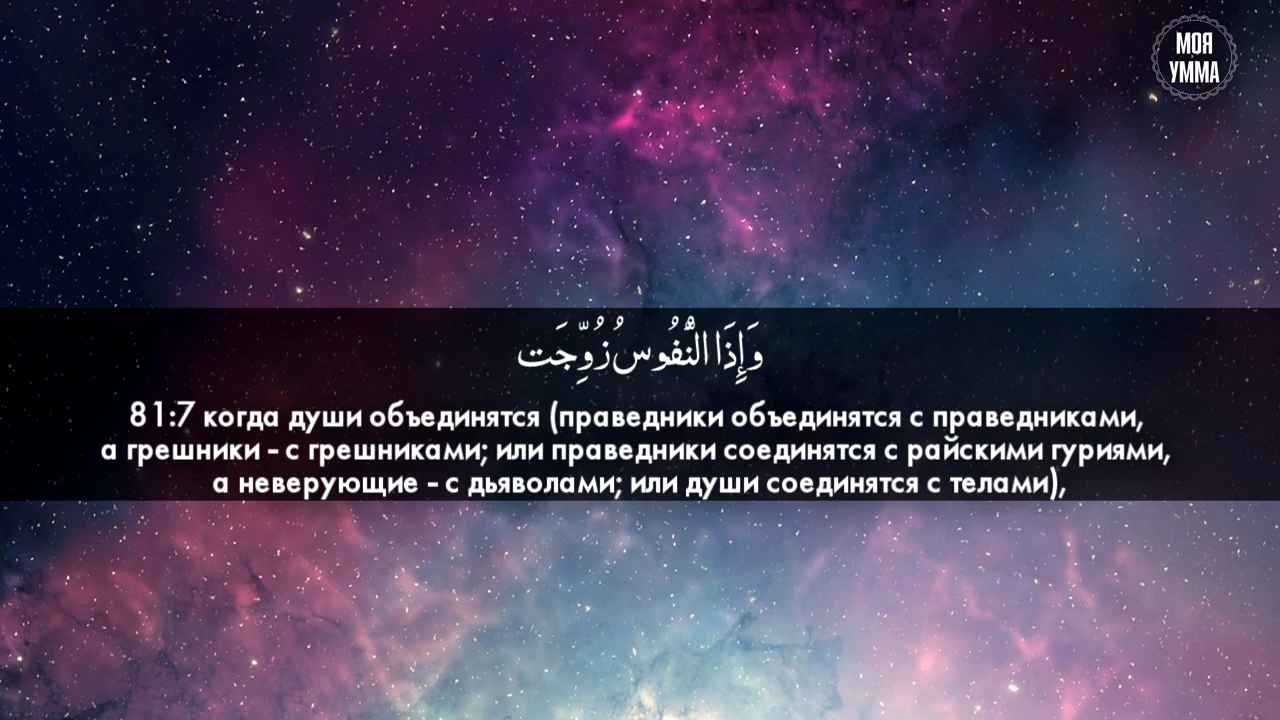 МОЯ
УММА
وَإِذَا النُّفُوسُ زُوِّجَت
81:7 когда души объединятся (праведники объединятся с праведниками,
а грешники - с грешниками; или праведники соединятся с райскими гуриями,
а неверующие - с дьяволами; или души соединятся с телами),